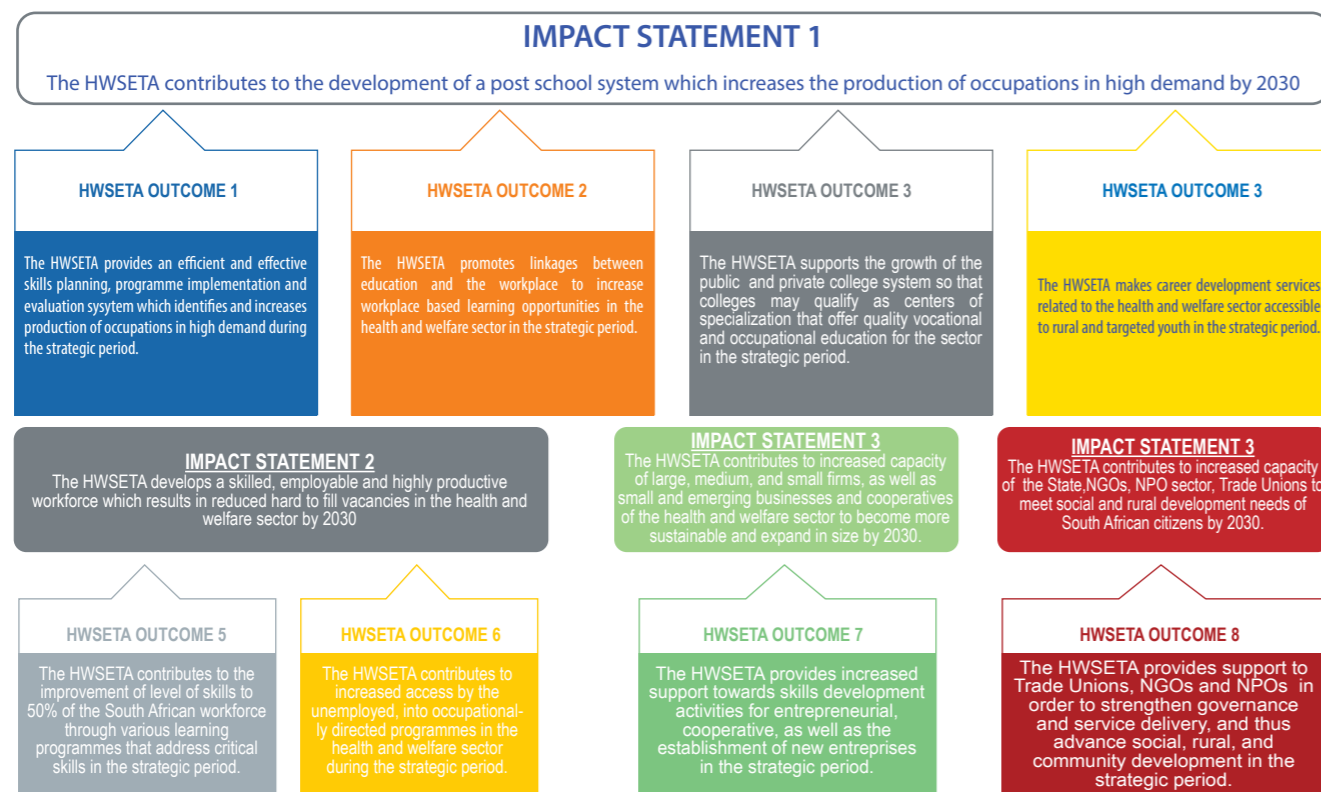 IMPACT STATEMENT 1
The HWSETA contributes to the development of a post school system which increases the production of occupations in high demand by 2030
HWSETA OUTCOME 1
The HWSETA provides an efficient and effective
skills planning, programme implementation and
evaluation sysytem which identifies and increases
production of occupations in high demand during
the strategic period.
HWSETA OUTCOME 2
The HWSETA promotes linkages between
education and the workplace to increase
workplace based learning opportunities in the
health and welfare sector in the strategic period.
HWSETA OUTCOME 3
The HWSETA supports the growth of the
public and private college system so that
colleges may qualify as centers of
specialization that offer quality vocational
and occupational education for the sector
in the strategic period.
HWSETA OUTCOME 3
The HWSETA makes career development services
related to the health and welfare sector accessible
to rural and targeted youth in the strategic period.
IMPACT STATEMENT 2
The HWSETA develops a skilled, employable and highly productive
workforce which results in reduced hard to fill vacancies in the health and
welfare sector by 2030
IMPACT STATEMENT 3
The HWSETA contributes to increased capacity
of large, medium, and small firms, as well as
small and emerging businesses and cooperatives
of the health and welfare sector to become more
sustainable and expand in size by 2030.
IMPACT STATEMENT 3
The HWSETA contributes to increased capacity
of the State,NGOs, NPO sector, Trade Unions to
meet social and rural development needs of
South African citizens by 2030.
HWSETA OUTCOME 5
The HWSETA contributes to the
improvement of level of skills to
50% of the South African workforce
through various learning
programmes that address critical
skills in the strategic period.
HWSETA OUTCOME 6
The HWSETA contributes to
increased access by the
unemployed, into occupational-
ly directed programmes in the
health and welfare sector
during the strategic period.
HWSETA OUTCOME 7
The HWSETA provides increased
support towards skills development
activities for entrepreneurial,
cooperative, as well as the
establishment of new entreprises
in the strategic period.
HWSETA OUTCOME 8
The HWSETA provides support to
Trade Unions, NGOs and NPOs in
order to strengthen governance
and service delivery, and thus
advance social, rural, and
community development in the
strategic period.